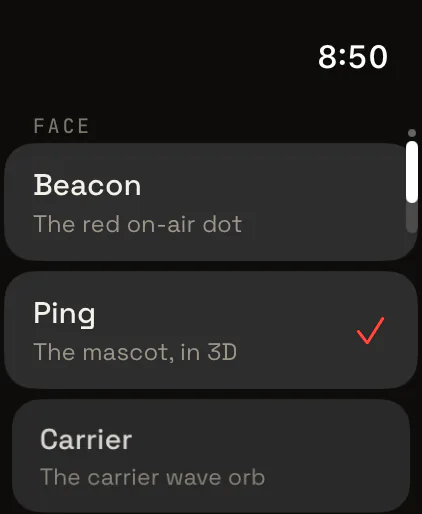 8:50
FACE
Beacon
The red on-air dot
Ping
The mascot, in 3D
Carrier
The carrier wave orb